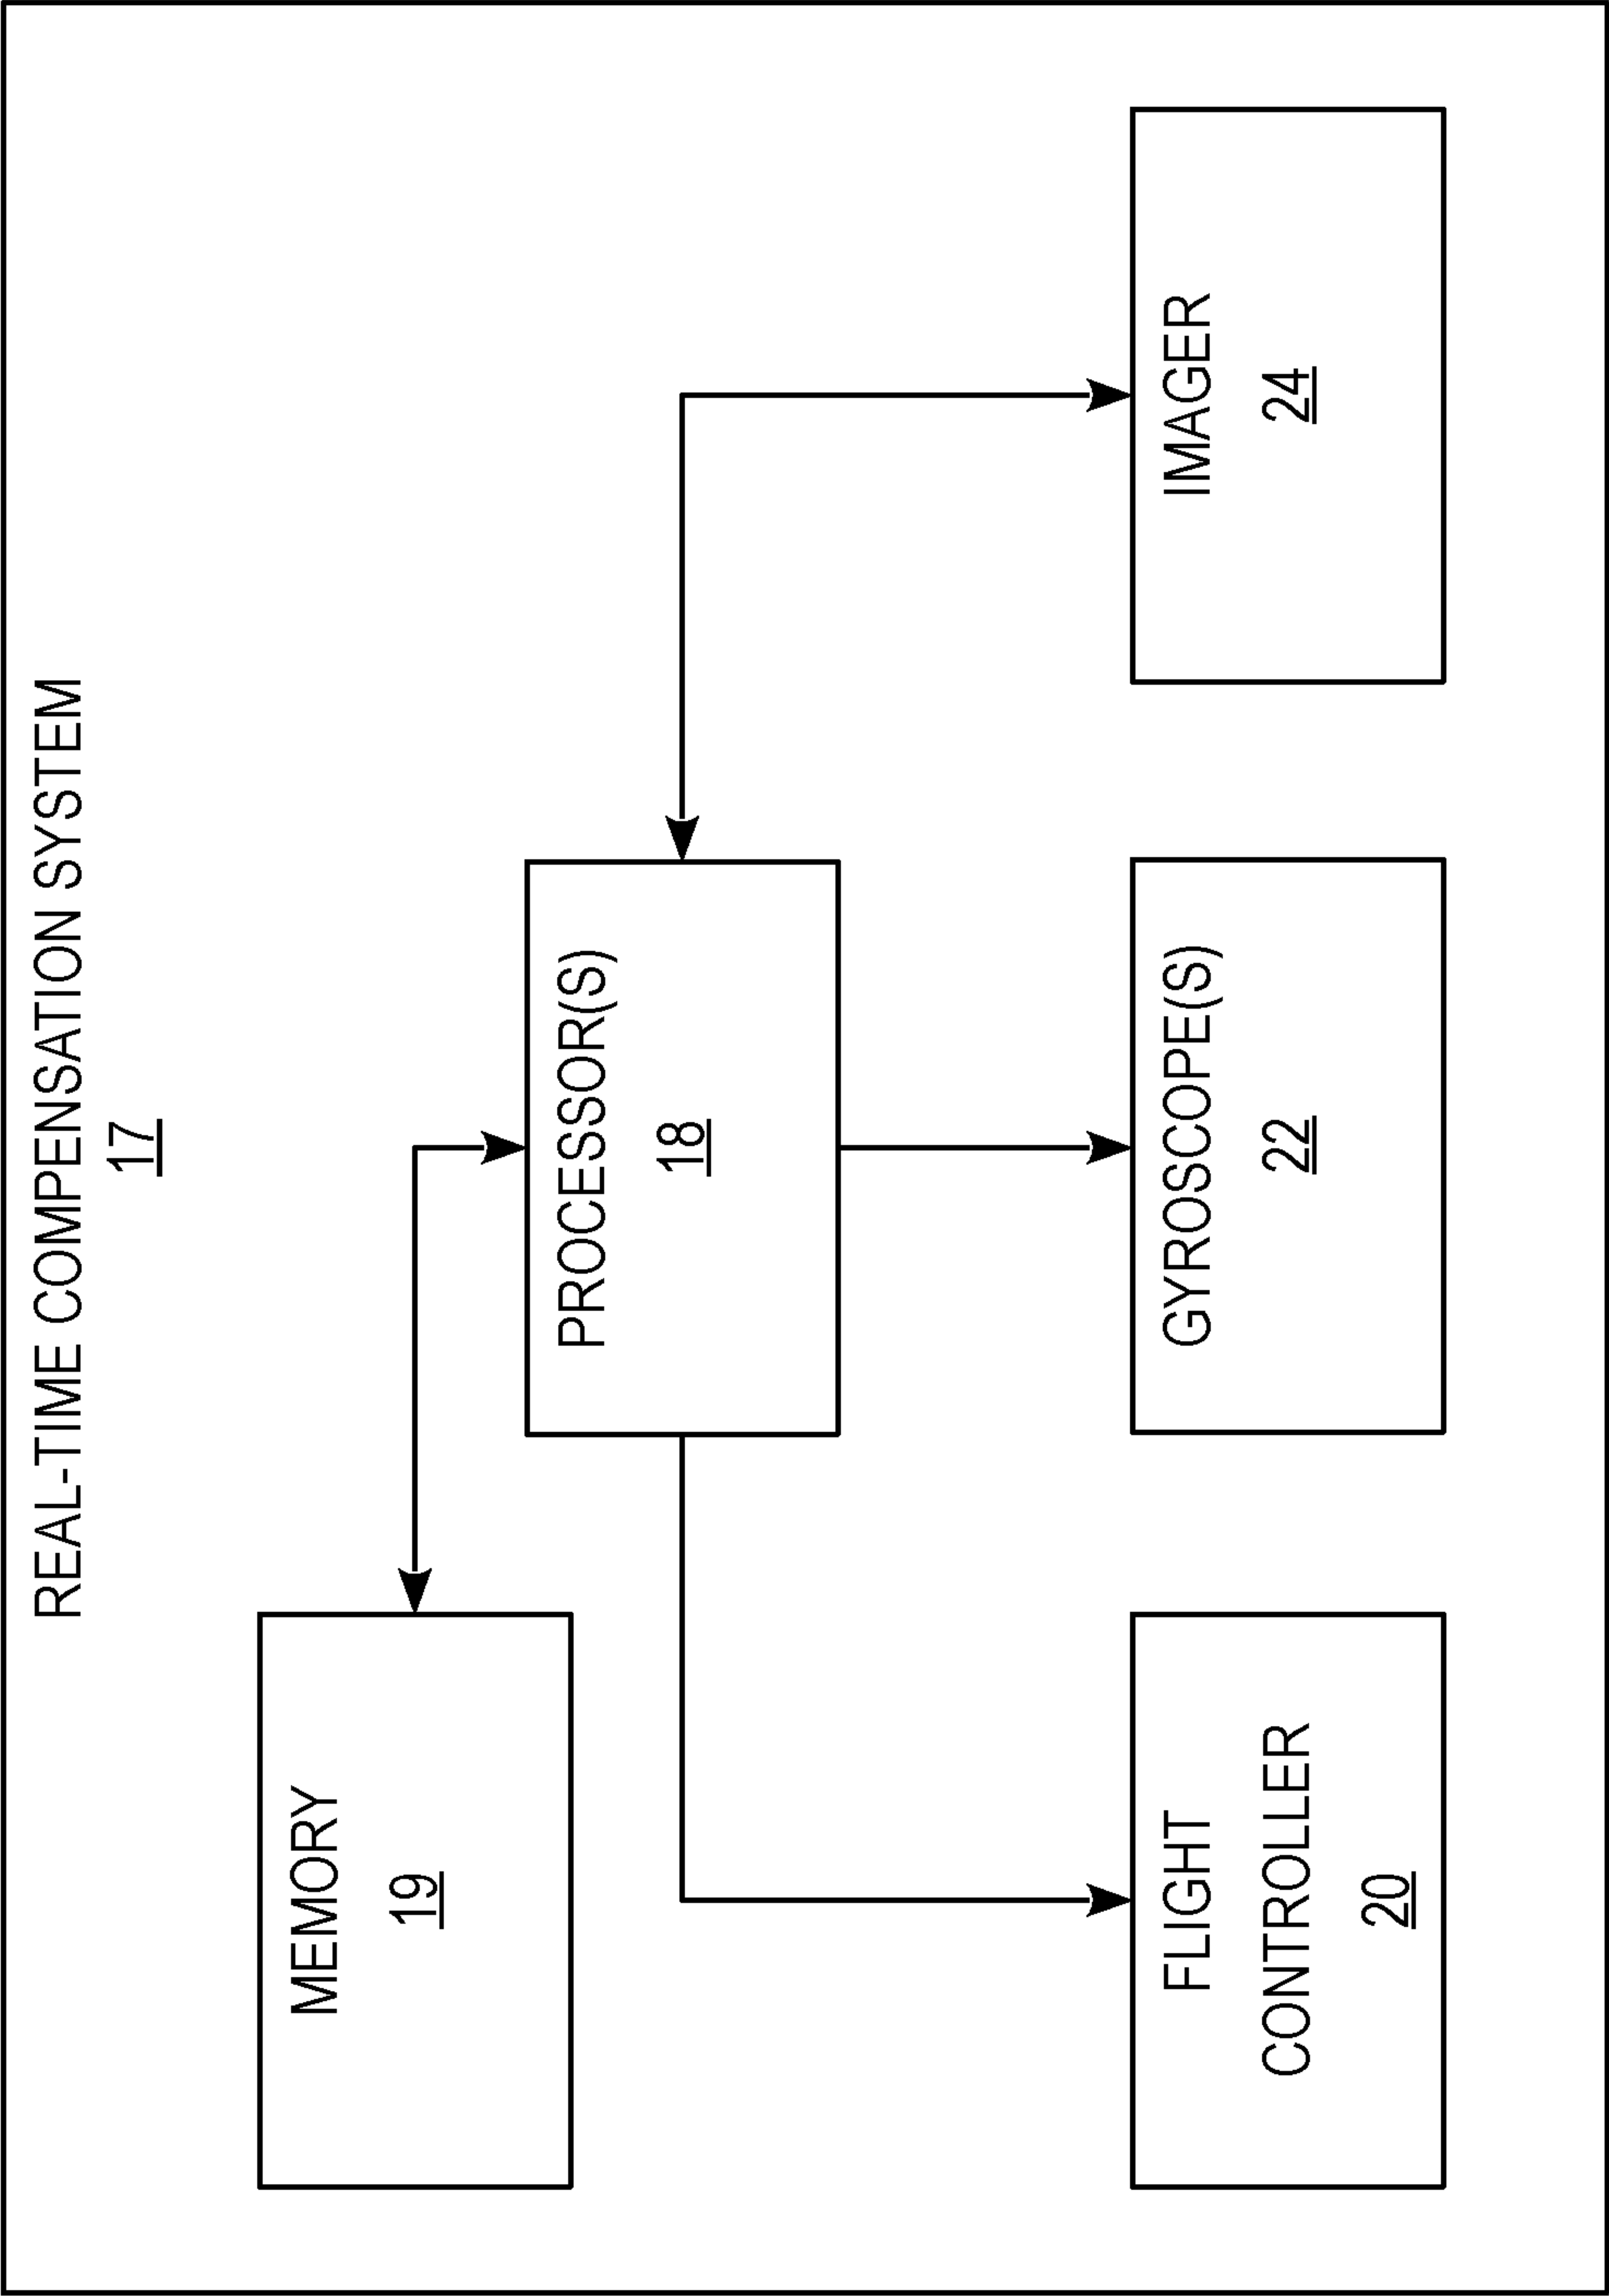 REAL-TIME COMPENSATION SYSTEM
17
MEMORY
19
PROCESSOR(S)
18
FLIGHT
CONTROLLER
20
GYROSCOPE(S)
22
IMAGER
24